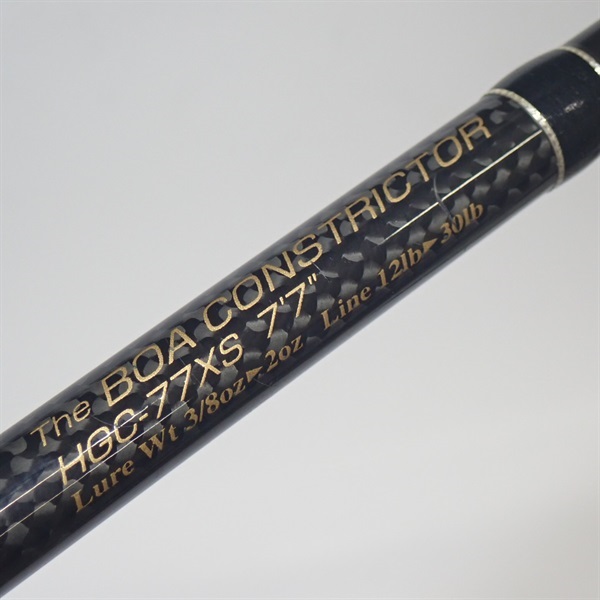 The BOA CONSTRICTOR
HGC-77XS 7'7"
Lure Wt 3/8oz▶2oz Line 12lb▶30lb